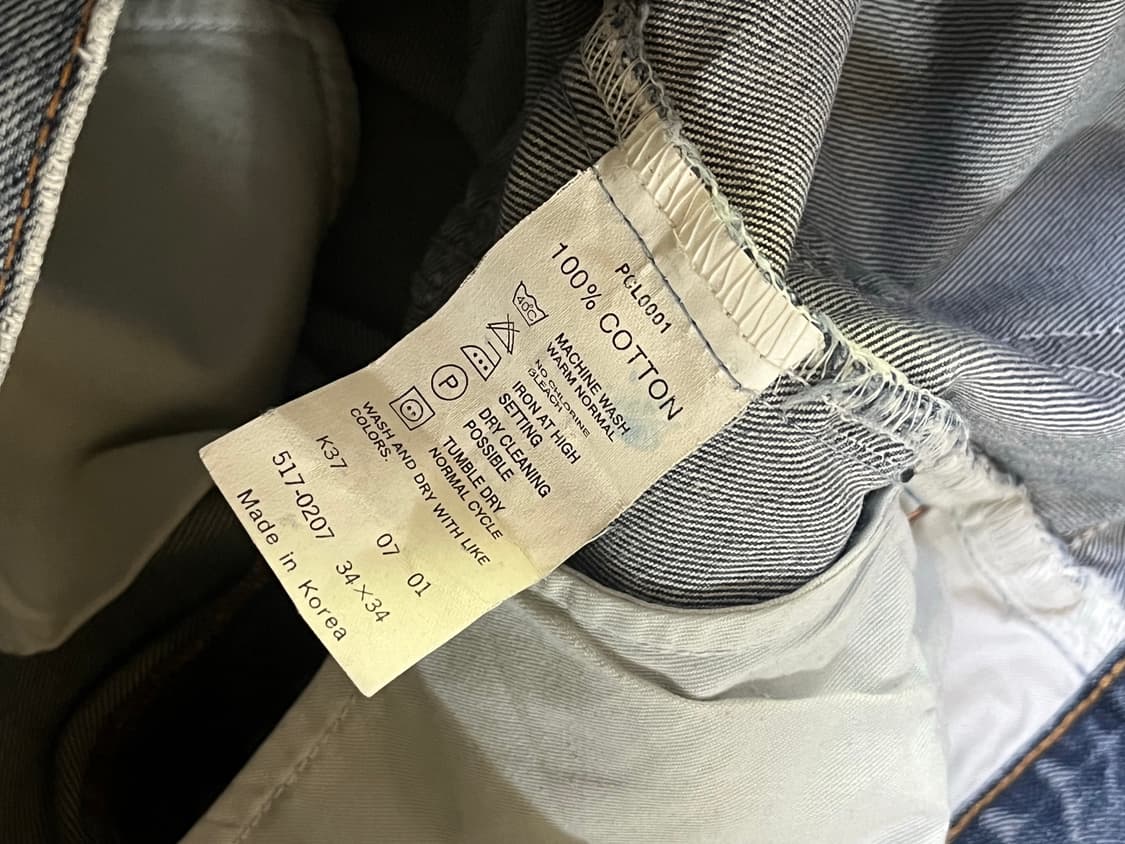 PCL0001
100% COTTON
40C
MACHINE WASH
WARM NORMAL
NO CHLORINE
BLEACH
IRON AT HIGH
SETTING
P
DRY CLEANING
POSSIBLE
TUMBLE DRY
NORMAL CYCLE
WASH AND DRY WITH LIKE
COLORS.
K37 07 01
517-0207 34×34
Made in Korea